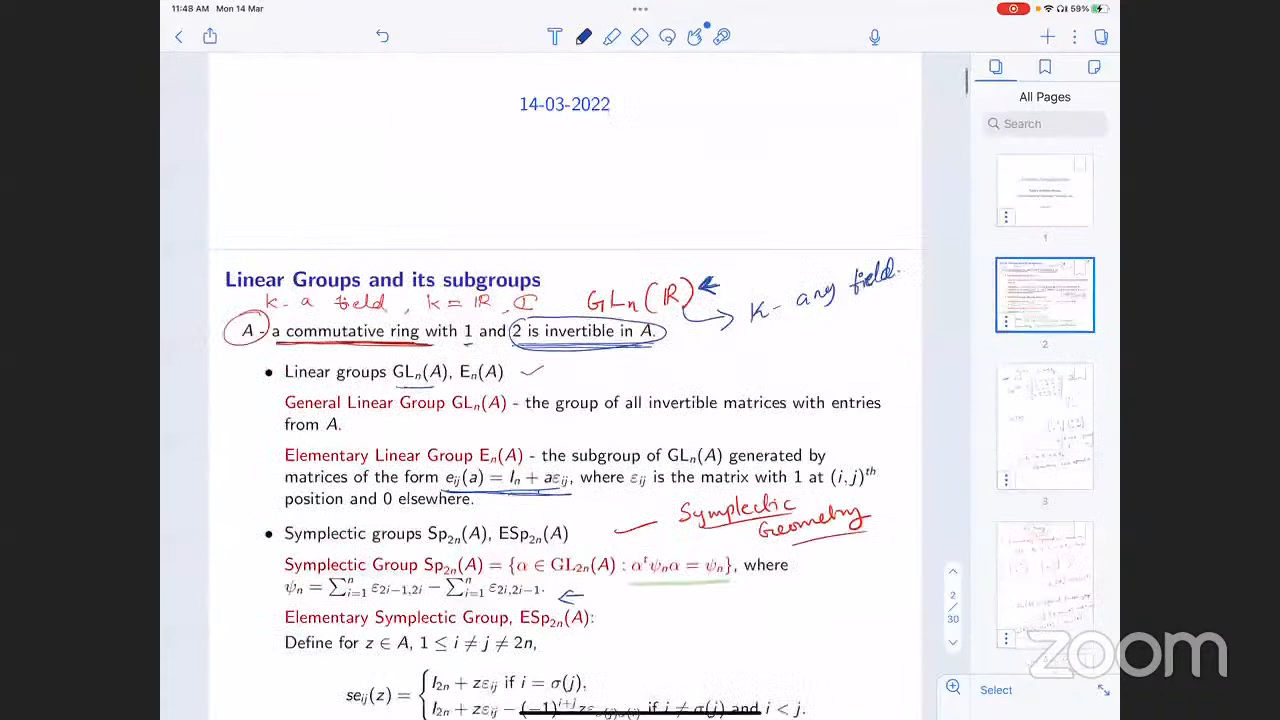 11:48 AM Mon 14 Mar
59%
14-03-2022
All Pages
Search
1
2
3
2
30
Select
Linear Groups and its subgroups
K - a field K = ℝ ℂ GLₙ(ℝ) K any field.
A - a commutative ring with 1 and 2 is invertible in A.
• Linear groups GLₙ(A), Eₙ(A)
General Linear Group GLₙ(A) - the group of all invertible matrices with entries
from A.
Elementary Linear Group Eₙ(A) - the subgroup of GLₙ(A) generated by
matrices of the form eᵢⱼ(a) = Iₙ + aεᵢⱼ, where εᵢⱼ is the matrix with 1 at (i, j)ᵗʰ
position and 0 elsewhere.
Symplectic
Geometry
• Symplectic groups Sp₂ₙ(A), ESp₂ₙ(A)
Symplectic Group Sp₂ₙ(A) = {α ∈ GL₂ₙ(A) : αᵗψₙα = ψₙ}, where
ψₙ = ∑ⁿᵢ₌₁ ε₂ᵢ₋₁,₂ᵢ − ∑ⁿᵢ₌₁ ε₂ᵢ,₂ᵢ₋₁.
Elementary Symplectic Group, ESp₂ₙ(A):
Define for z ∈ A, 1 ≤ i ≠ j ≠ 2n,
seᵢⱼ(z) = { I₂ₙ + zεᵢⱼ if i = σ(j),
I₂ₙ + zεᵢⱼ − (−1)ⁱ⁺ʲzε_σ(j)σ(i) if i ≠ σ(j) and i < j.
zoom